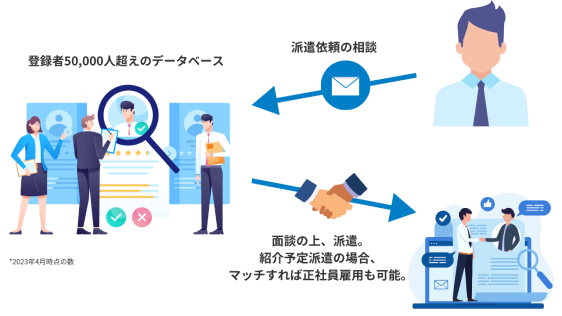 派遣依頼の相談
登録者50,000人超えのデータベース
面談の上、派遣。
紹介予定派遣の場合、
マッチすれば正社員雇用も可能。
*2023年4月時点の数